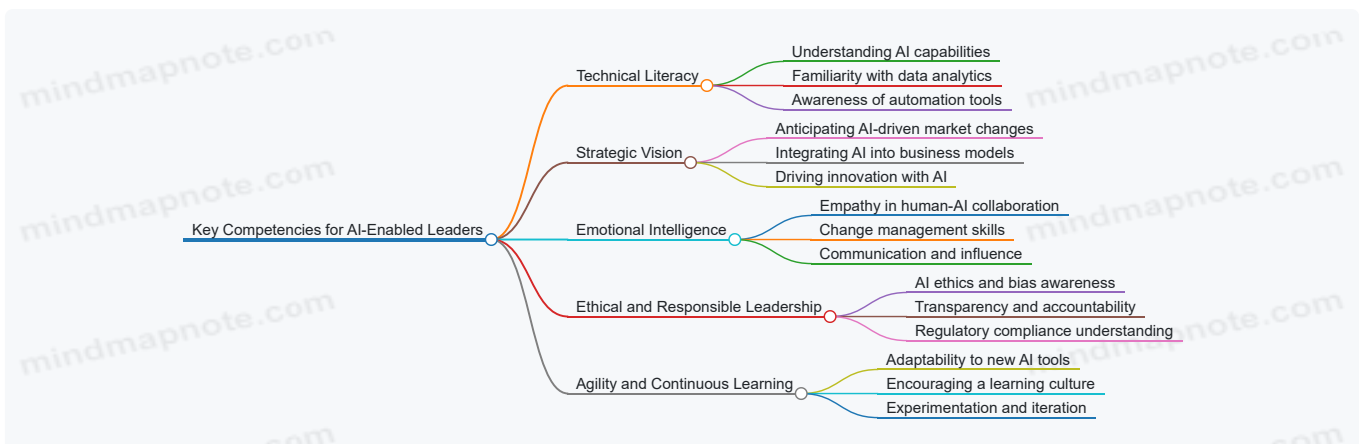 mindmapnote.com
mindmapnote.com
Understanding AI capabilities
Technical Literacy
Familiarity with data analytics
Awareness of automation tools
Anticipating AI-driven market changes
Strategic Vision
Integrating AI into business models
Driving innovation with AI
mindmapnote.com
mindmapnote.com
Key Competencies for AI-Enabled Leaders
Empathy in human-AI collaboration
Emotional Intelligence
Change management skills
Communication and influence
AI ethics and bias awareness
Ethical and Responsible Leadership
Transparency and accountability
Regulatory compliance understanding
mindmapnote.com
mindmapnote.com
Adaptability to new AI tools
Agility and Continuous Learning
Encouraging a learning culture
Experimentation and iteration